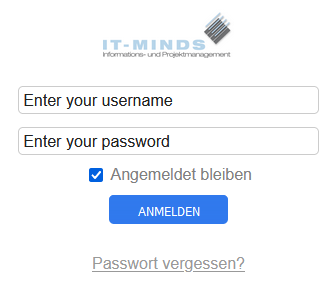 IT-MINDS
Informations- und Projektmanagement
Enter your username
Enter your password
Angemeldet bleiben
ANMELDEN
Passwort vergessen?